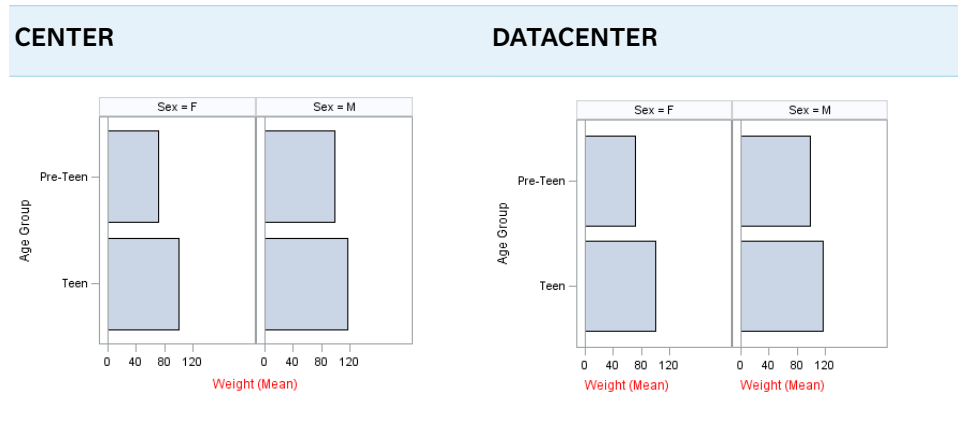 CENTER
DATACENTER
Sex = F
Sex = M
Pre-Teen
Age Group
Teen
0 40 80 120 0 40 80 120
Weight (Mean)
Sex = F
Sex = M
Pre-Teen
Age Group
Teen
0 40 80 120 0 40 80 120
Weight (Mean) Weight (Mean)